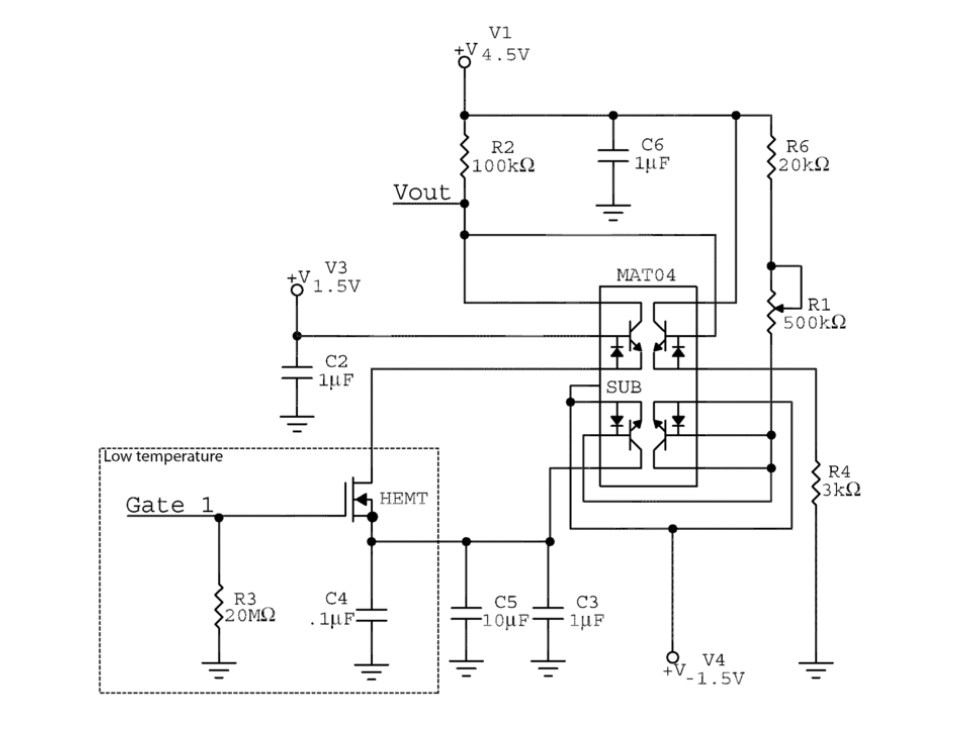 V1
+V 4.5V
R2
100kΩ
C6
1µF
R6
20kΩ
Vout
V3
+V 1.5V
MAT04
R1
500kΩ
C2
1µF
SUB
Low temperature
Gate 1
HEMT
R4
3kΩ
R3
20MΩ
C4
.1µF
C5
10µF
C3
1µF
V4
+V -1.5V